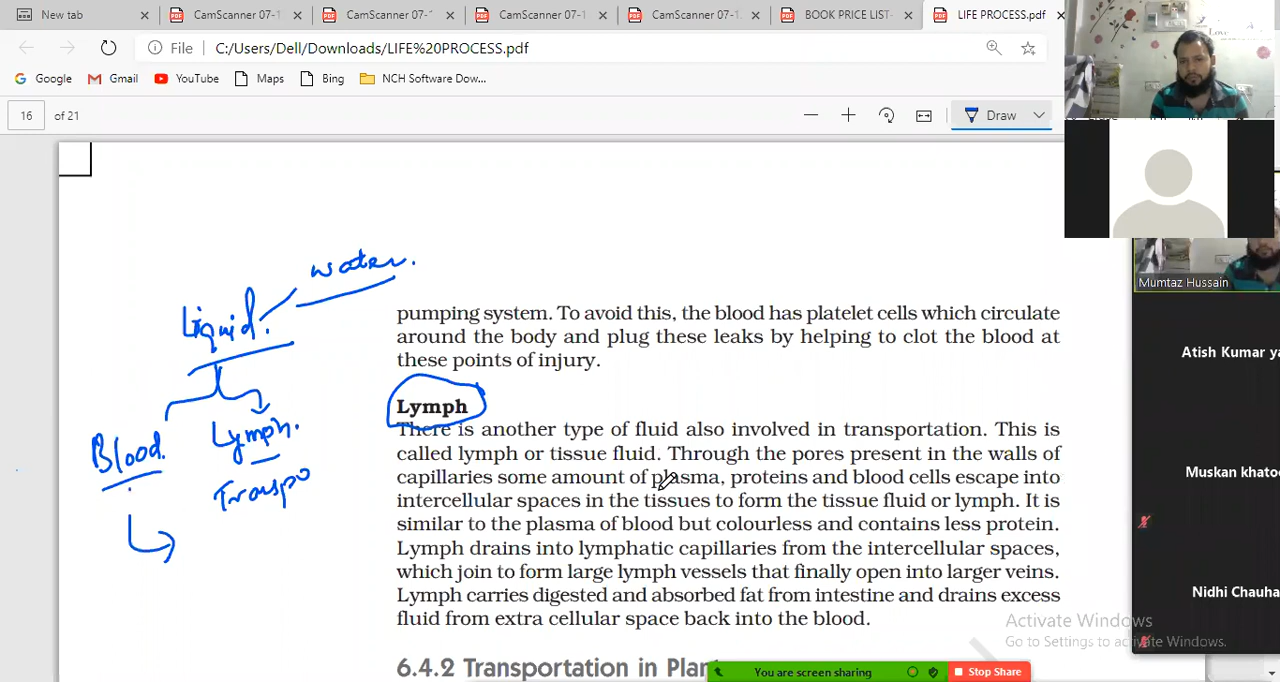 New tab
CamScanner 07-1
CamScanner 07-1
CamScanner 07-1
CamScanner 07-1
BOOK PRICE LIST-
LIFE PROCESS.pdf
File C:/Users/Dell/Downloads/LIFE%20PROCESS.pdf
Google Gmail YouTube Maps Bing NCH Software Dow...
16 of 21
Draw
water.
Liquid.
Blood.
Lymph.
Transpo
pumping system. To avoid this, the blood has platelet cells which circulate
around the body and plug these leaks by helping to clot the blood at
these points of injury.
Lymph
There is another type of fluid also involved in transportation. This is
called lymph or tissue fluid. Through the pores present in the walls of
capillaries some amount of plasma, proteins and blood cells escape into
intercellular spaces in the tissues to form the tissue fluid or lymph. It is
similar to the plasma of blood but colourless and contains less protein.
Lymph drains into lymphatic capillaries from the intercellular spaces,
which join to form large lymph vessels that finally open into larger veins.
Lymph carries digested and absorbed fat from intestine and drains excess
fluid from extra cellular space back into the blood.
6.4.2 Transportation in Plan
You are screen sharing
Stop Share
Mumtaz Hussain
Atish Kumar ya
Muskan khato
Nidhi Chauha
Activate Windows
Go to Settings to activate Windows.